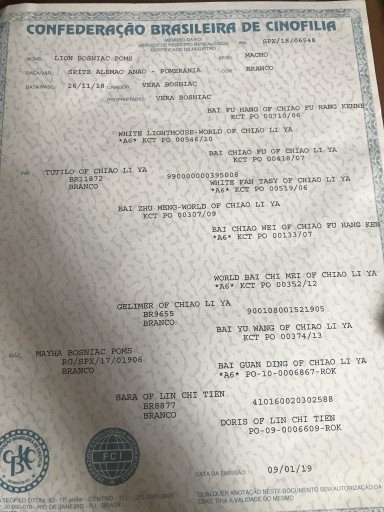 CONFEDERAÇÃO BRASILEIRA DE CINOFILIA
MEMBRO DA FCI
SERVIÇO DE REGISTRO GENEALÓGICO
CERTIFICADO DE REGISTRO
RG. SPX/18/06548
NOME: LION BOSNIAC POMS
SEXO: MACHO
RAÇA/VAR.: SPITZ ALEMAO ANAO - POMERANIA
COR: BRANCO
DATA/NASC. 26/11/18 CRIADOR: VERA BOSNIAC
PROPRIETÁRIO: VERA BOSNIAC
BAI FU HANG OF CHIAO FU HANG KENNE
KCT PO 00710/06
WHITE LIGHTHOUSE-WORLD OF CHIAO LI YA
*A6* KCT PO 00546/10
BAI CHIAO FU OF CHIAO LI YA
KCT PO 00418/07
PAI: TUTILO OF CHIAO LI YA 990000000395008
BR11872
BRANCO
WHITE FAN TASY OF CHIAO LI YA
*A6* KCT PO 00519/06
BAI ZHU MENG-WORLD OF CHIAO LI YA
KCT PO 00307/09
BAI CHIAO WEI OF CHIAO FU HANG KEN
*A6* KCT PO 00133/07
WORLD BAI CHI MEI OF CHIAO LI YA
*A6* KCT PO 00352/12
GELIMER OF CHIAO LI YA 900108001521905
BR9655
BRANCO
BAI YU WANG OF CHIAO LI YA
KCT PO 00374/13
MÃE: MAYHA BOSNIAC POMS
RG/SPX/17/01906
BRANCO
BAI GUAN DING OF CHIAO LI YA
*A6* PO-10-0006867-ROK
SARA OF LIN CHI TIEN 410160020302588
BR8877
BRANCO
DORIS OF LIN CHI TIEN
PO-09-0006609-ROK
CBKC
FCI
DATA DA EMISSÃO: 09/01/19
QUALQUER ANOTAÇÃO NESTE DOCUMENTO SEM AUTORIZAÇÃO DA
CBKC TIRA A VALIDADE DO MESMO
TEÓFILO OTONI, 11º andar - CENTRO - TEL.:
RIO DE JANEIRO - RJ - BRASIL